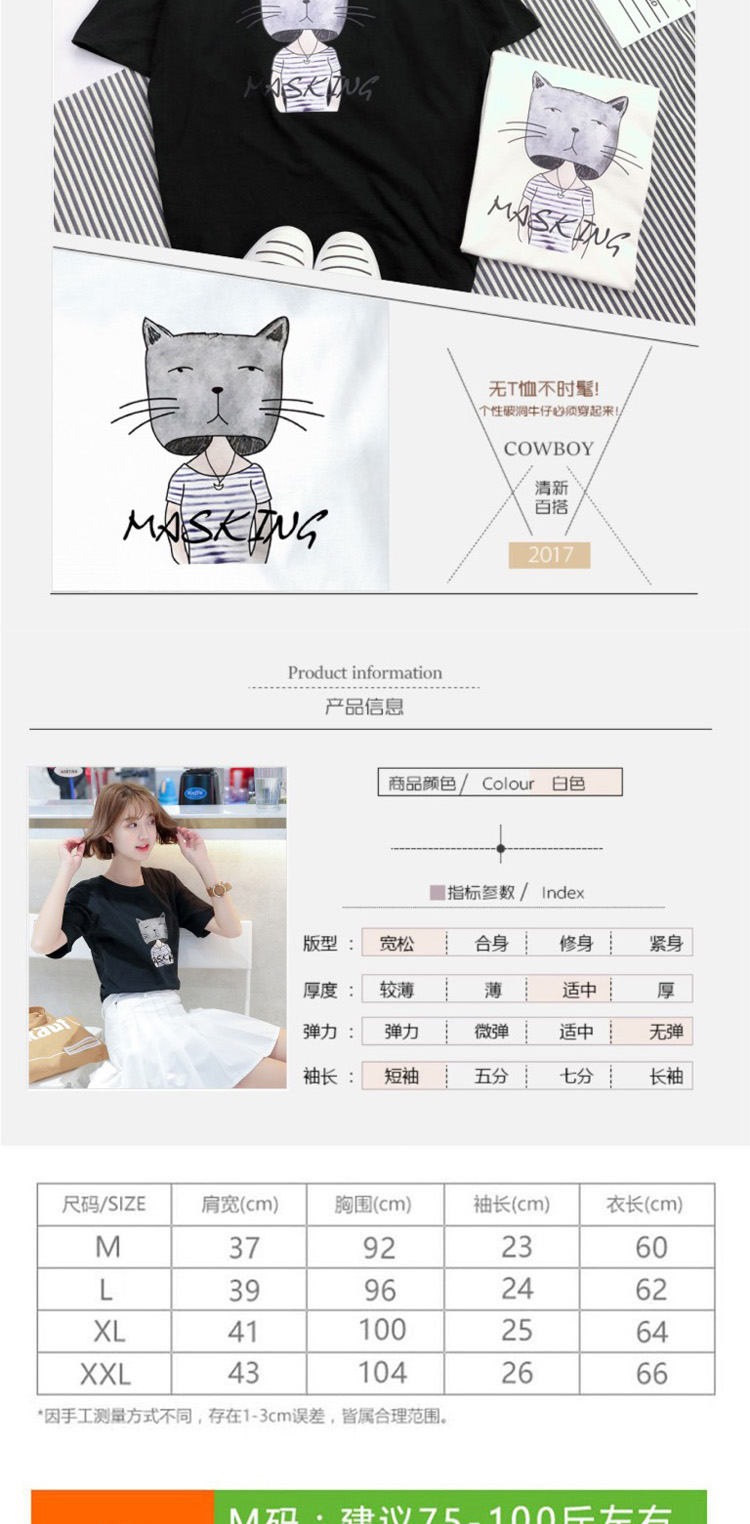 MASKING
MASKING
MASKING
无T恤不时髦!
个性破洞牛仔必须穿起来!
COWBOY
清新
百搭
2017
Product information
产品信息
商品颜色/ Colour 白色
指标参数/ Index
版型 : 宽松 合身 修身 紧身
厚度 : 较薄 薄 适中 厚
弹力 : 弹力 微弹 适中 无弹
袖长 : 短袖 五分 七分 长袖
尺码/SIZE 肩宽(cm) 胸围(cm) 袖长(cm) 衣长(cm)
M 37 92 23 60
L 39 96 24 62
XL 41 100 25 64
XXL 43 104 26 66
*因手工测量方式不同，存在1-3cm误差，皆属合理范围。
M码：建议75-100斤左右